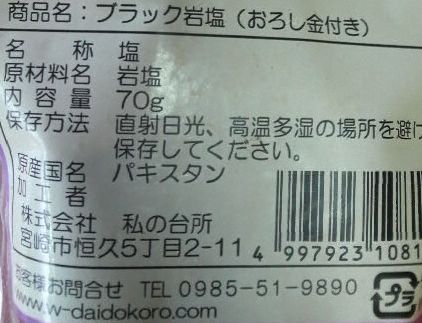 商品名：ブラック岩塩（おろし金付き）
名 称 塩
原材料名 岩塩
内 容 量 70g
保存方法 直射日光、高温多湿の場所を避け
保存してください。
原産国名 パキスタン
加 工 者
株式会社 私の台所
宮崎市恒久5丁目2-11
4 997923 1081
お客様お問合せ TEL 0985-51-9890
www.w-daidokoro.com
プラ